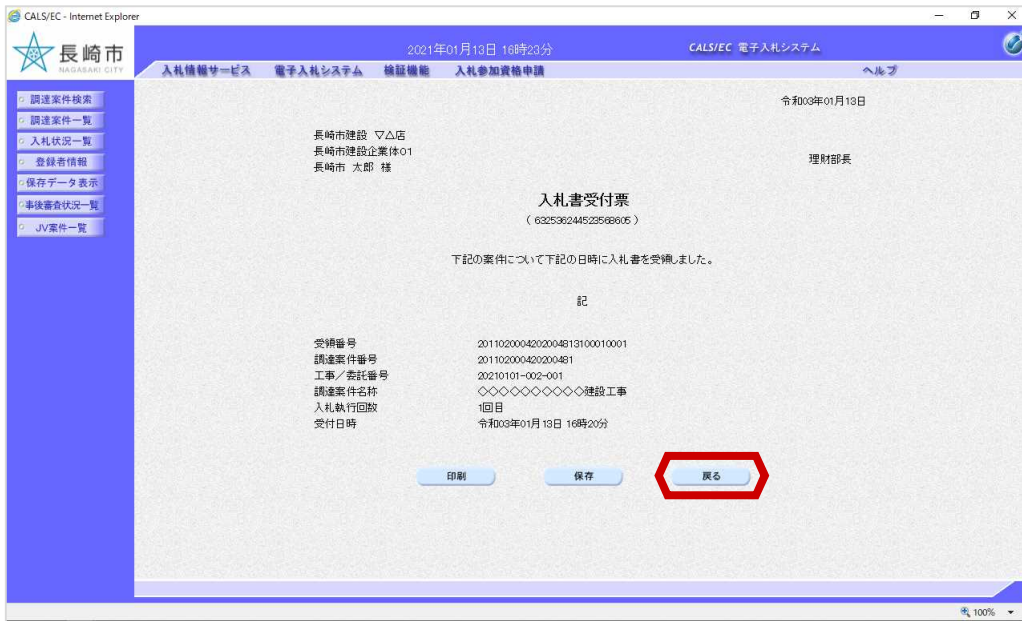 CALS/EC - Internet Explorer
長崎市
NAGASAKI CITY
2021年01月13日 16時23分
CALS/EC 電子入札システム
入札情報サービス 電子入札システム 検証機能 入札参加資格申請 ヘルプ
調達案件検索
調達案件一覧
入札状況一覧
登録者情報
保存データ表示
事後審査状況一覧
JV案件一覧
令和03年01月13日
長崎市建設 ▽△店
長崎市建設企業体01
長崎市 太郎 様
理財部長
入札書受付票
( 632536244523568605 )
下記の案件について下記の日時に入札書を受領しました。
記
受領番号 2011020004202004813100010001
調達案件番号 201102000420200481
工事/委託番号 20210101-002-001
調達案件名称 ◇◇◇◇◇◇◇◇◇◇建設工事
入札執行回数 1回目
受付日時 令和03年01月13日 16時20分
印刷 保存 戻る
100%